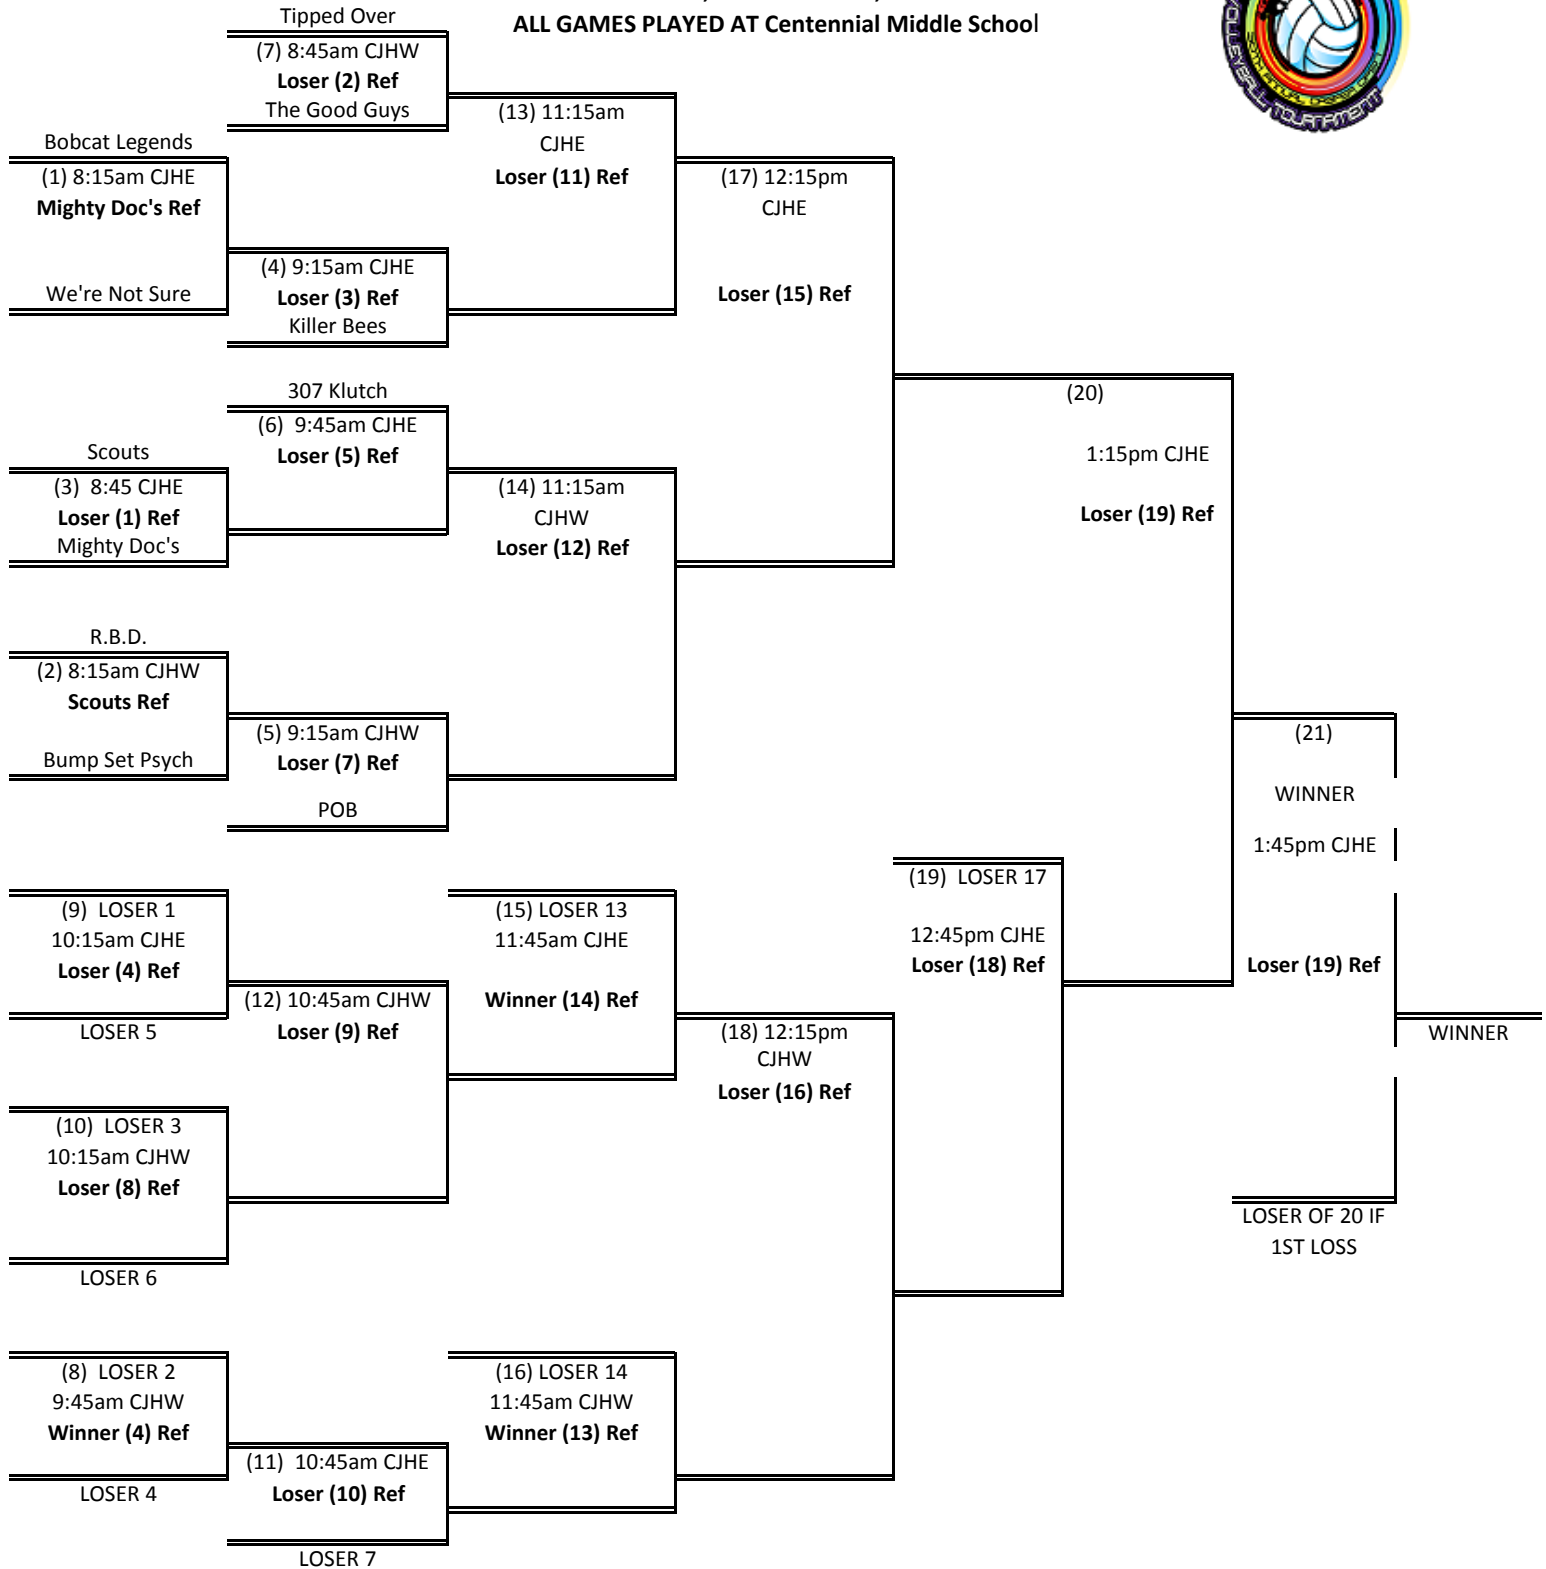 ALL GAMES PLAYED AT Centennial Middle School
VOLLEYBALL TOURNAMENT
Tipped Over
(7) 8:45am CJHW
Loser (2) Ref
The Good Guys
Bobcat Legends
(1) 8:15am CJHE
Mighty Doc's Ref
We're Not Sure
(4) 9:15am CJHE
Loser (3) Ref
Killer Bees
(13) 11:15am
CJHE
Loser (11) Ref
(17) 12:15pm
CJHE
Loser (15) Ref
307 Klutch
(6) 9:45am CJHE
Loser (5) Ref
Scouts
(3) 8:45 CJHE
Loser (1) Ref
Mighty Doc's
(14) 11:15am
CJHW
Loser (12) Ref
(20)
1:15pm CJHE
Loser (19) Ref
R.B.D.
(2) 8:15am CJHW
Scouts Ref
Bump Set Psych
(5) 9:15am CJHW
Loser (7) Ref
POB
(21)
WINNER
1:45pm CJHE
Loser (19) Ref
WINNER
LOSER OF 20 IF
1ST LOSS
(9) LOSER 1
10:15am CJHE
Loser (4) Ref
LOSER 5
(12) 10:45am CJHW
Loser (9) Ref
(15) LOSER 13
11:45am CJHE
Winner (14) Ref
(19) LOSER 17
12:45pm CJHE
Loser (18) Ref
(18) 12:15pm
CJHW
Loser (16) Ref
(10) LOSER 3
10:15am CJHW
Loser (8) Ref
LOSER 6
(8) LOSER 2
9:45am CJHW
Winner (4) Ref
LOSER 4
(11) 10:45am CJHE
Loser (10) Ref
LOSER 7
(16) LOSER 14
11:45am CJHW
Winner (13) Ref